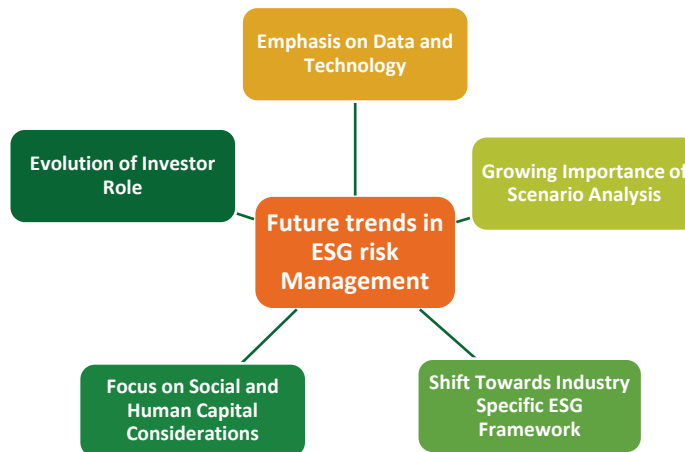 Emphasis on Data and
Technology
Evolution of Investor
Role
Growing Importance of
Scenario Analysis
Future trends in
ESG risk
Management
Focus on Social and
Human Capital
Considerations
Shift Towards Industry
Specific ESG
Framework